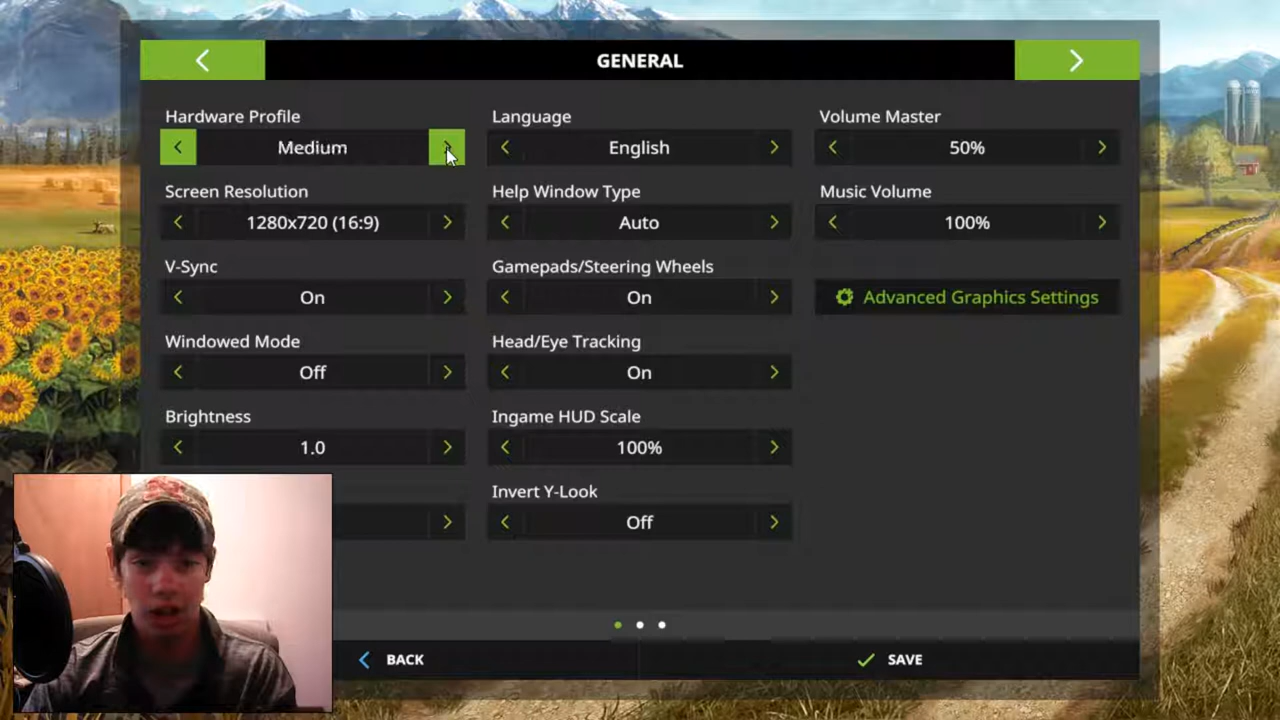 GENERAL
Hardware Profile
Medium
Screen Resolution
1280x720 (16:9)
V-Sync
On
Windowed Mode
Off
Brightness
1.0
Language
English
Help Window Type
Auto
Gamepads/Steering Wheels
On
Head/Eye Tracking
On
Ingame HUD Scale
100%
Invert Y-Look
Off
Volume Master
50%
Music Volume
100%
Advanced Graphics Settings
BACK
SAVE